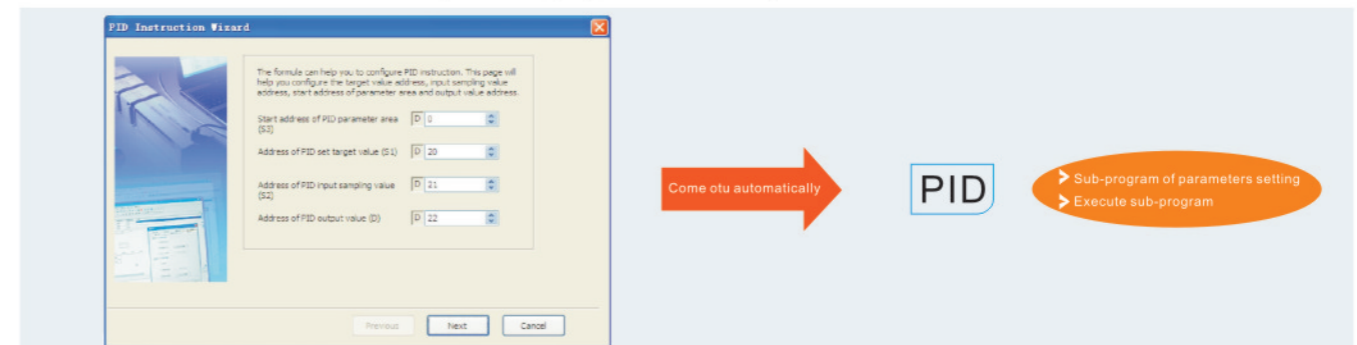 PID Instruction Wizard
The formula can help you to configure PID instruction. This page will
help you configure the target value address, input sampling value
address, start address of parameter area and output value address.
Start address of PID parameter area
(S3)
D 0
Address of PID set target value (S1)
D 20
Address of PID input sampling value
(S2)
D 21
Address of PID output value (D)
D 22
Previous
Next
Cancel
Come otu automatically
PID
> Sub-program of parameters setting
> Execute sub-program